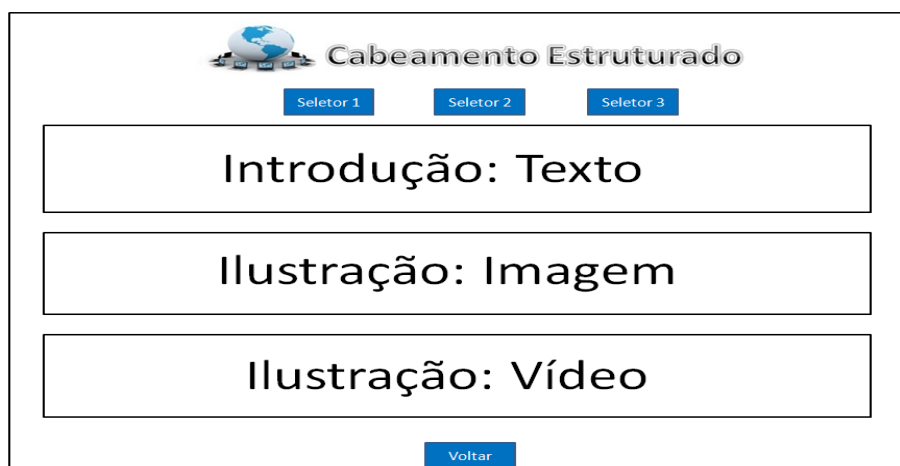 Cabeamento Estruturado
Seletor 1 Seletor 2 Seletor 3
Introdução: Texto
Ilustração: Imagem
Ilustração: Vídeo
Voltar